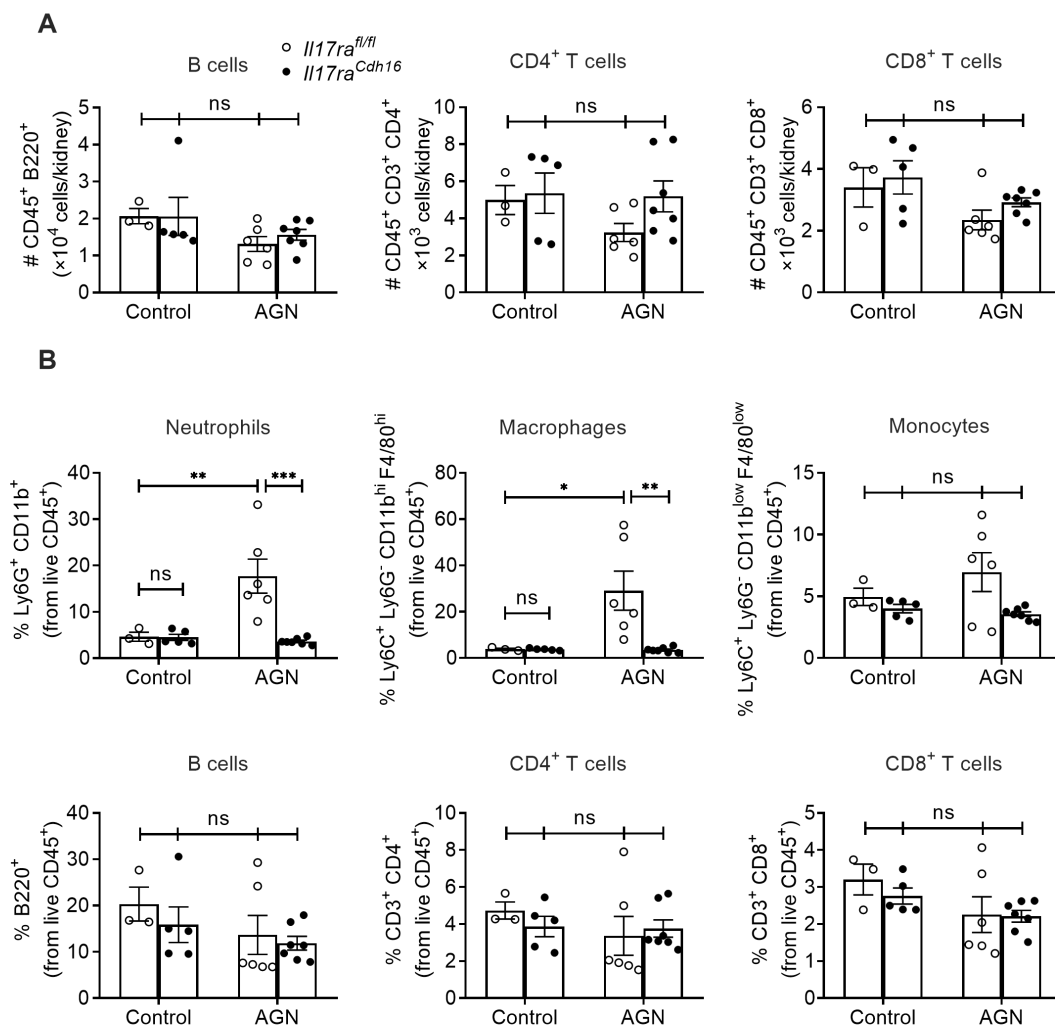 A
○ Il17ra^fl/fl
● Il17ra^Cdh16
B cells
# CD45⁺ B220⁺
(×10⁴ cells/kidney)
5
4
3
2
1
0
ns
Control AGN
CD4⁺ T cells
# CD45⁺ CD3⁺ CD4⁺
×10³ cells/kidney
10
8
6
4
2
0
ns
Control AGN
CD8⁺ T cells
# CD45⁺ CD3⁺ CD8⁺
×10³ cells/kidney
6
4
2
0
ns
Control AGN
B
Neutrophils
% Ly6G⁺ CD11b⁺
(from live CD45⁺)
40
30
20
10
0
** ***
ns
Control AGN
Macrophages
% Ly6C⁺ Ly6G⁻ CD11b^hi F4/80^hi
(from live CD45⁺)
80
60
40
20
0
* **
ns
Control AGN
Monocytes
% Ly6C⁺ Ly6G⁻ CD11b^low F4/80^low
(from live CD45⁺)
15
10
5
0
ns
Control AGN
B cells
% B220⁺
(from live CD45⁺)
40
30
20
10
0
ns
Control AGN
CD4⁺ T cells
% CD3⁺ CD4⁺
(from live CD45⁺)
10
8
6
4
2
0
ns
Control AGN
CD8⁺ T cells
% CD3⁺ CD8⁺
(from live CD45⁺)
5
4
3
2
1
0
ns
Control AGN